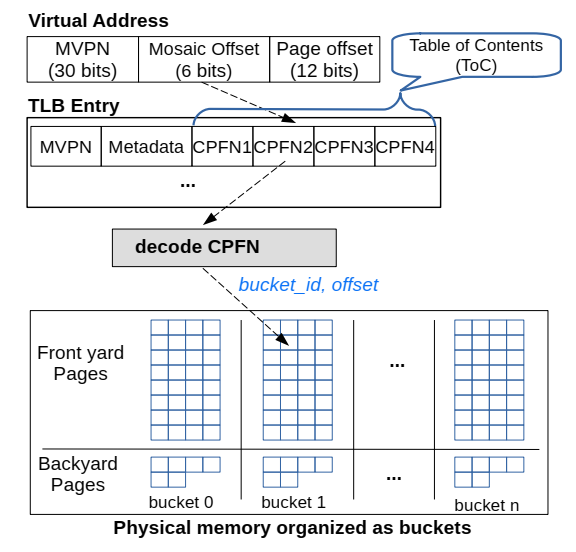 Virtual Address
MVPN
(30 bits)
Mosaic Offset
(6 bits)
Page offset
(12 bits)
Table of Contents
(ToC)
TLB Entry
MVPN
Metadata
CPFN1
CPFN2
CPFN3
CPFN4
...
decode CPFN
bucket_id, offset
Front yard
Pages
...
Backyard
Pages
...
bucket 0
bucket 1
bucket n
Physical memory organized as buckets